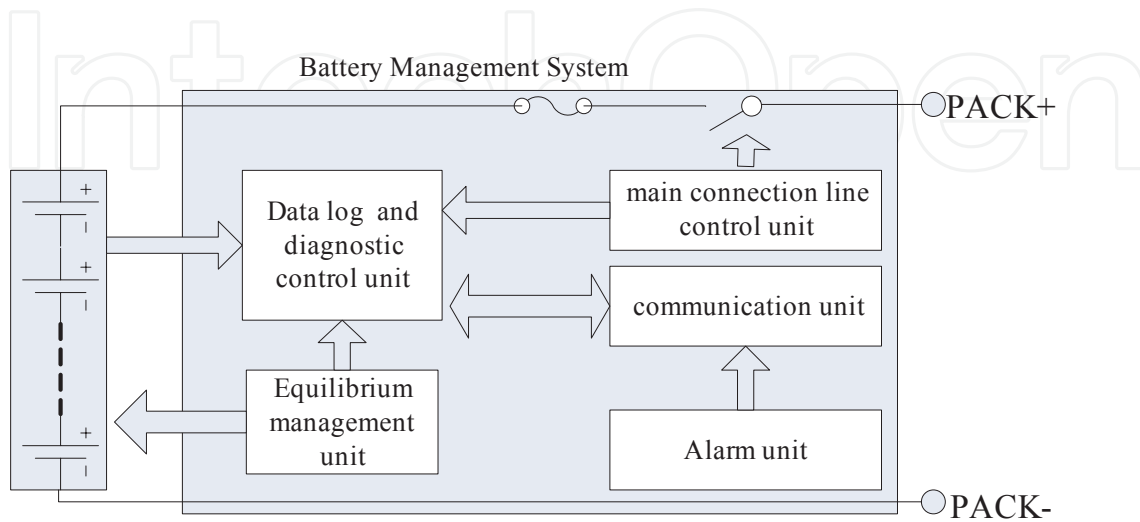 IntechOpen
Battery Management System
PACK+
+
-
+
-
+
-
Data log and
diagnostic
control unit
main connection line
control unit
communication unit
Equilibrium
management
unit
Alarm unit
PACK-